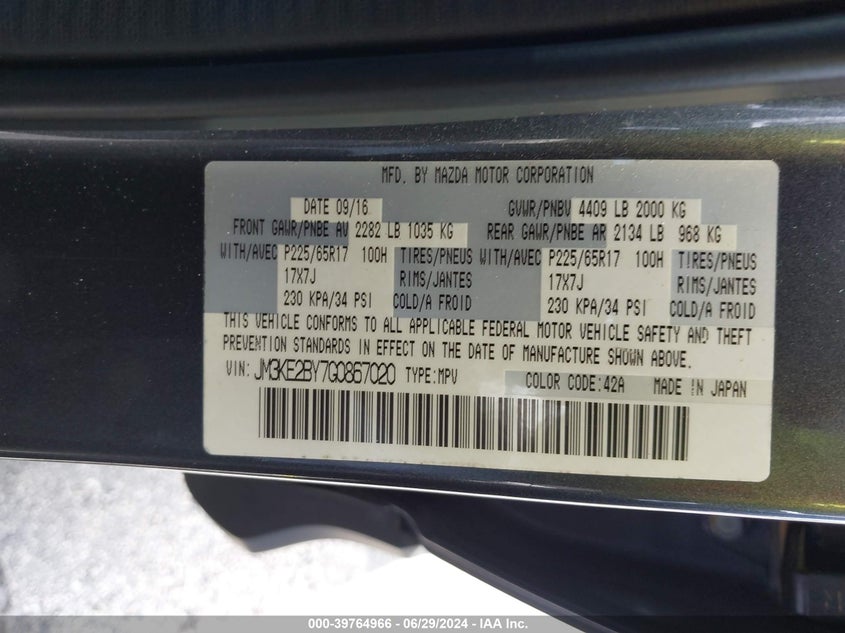 MFD. BY MAZDA MOTOR CORPORATION
DATE 09/16 GVWR/PNBV 4409 LB 2000 KG
FRONT GAWR/PNBE AV 2282 LB 1035 KG REAR GAWR/PNBE AR 2134 LB 968 KG
WITH/AVEC P225/65R17 100H TIRES/PNEUS WITH/AVEC P225/65R17 100H TIRES/PNEUS
17X7J RIMS/JANTES 17X7J RIMS/JANTES
230 KPA/34 PSI COLD/A FROID 230 KPA/34 PSI COLD/A FROID
THIS VEHICLE CONFORMS TO ALL APPLICABLE FEDERAL MOTOR VEHICLE SAFETY AND THEFT
PREVENTION STANDARDS IN EFFECT ON THE DATE OF MANUFACTURE SHOWN ABOVE.
VIN: JM3KE2BY7G0867020 TYPE:MPV COLOR CODE:42A MADE IN JAPAN
000-39764966 - 06/29/2024 - IAA Inc.